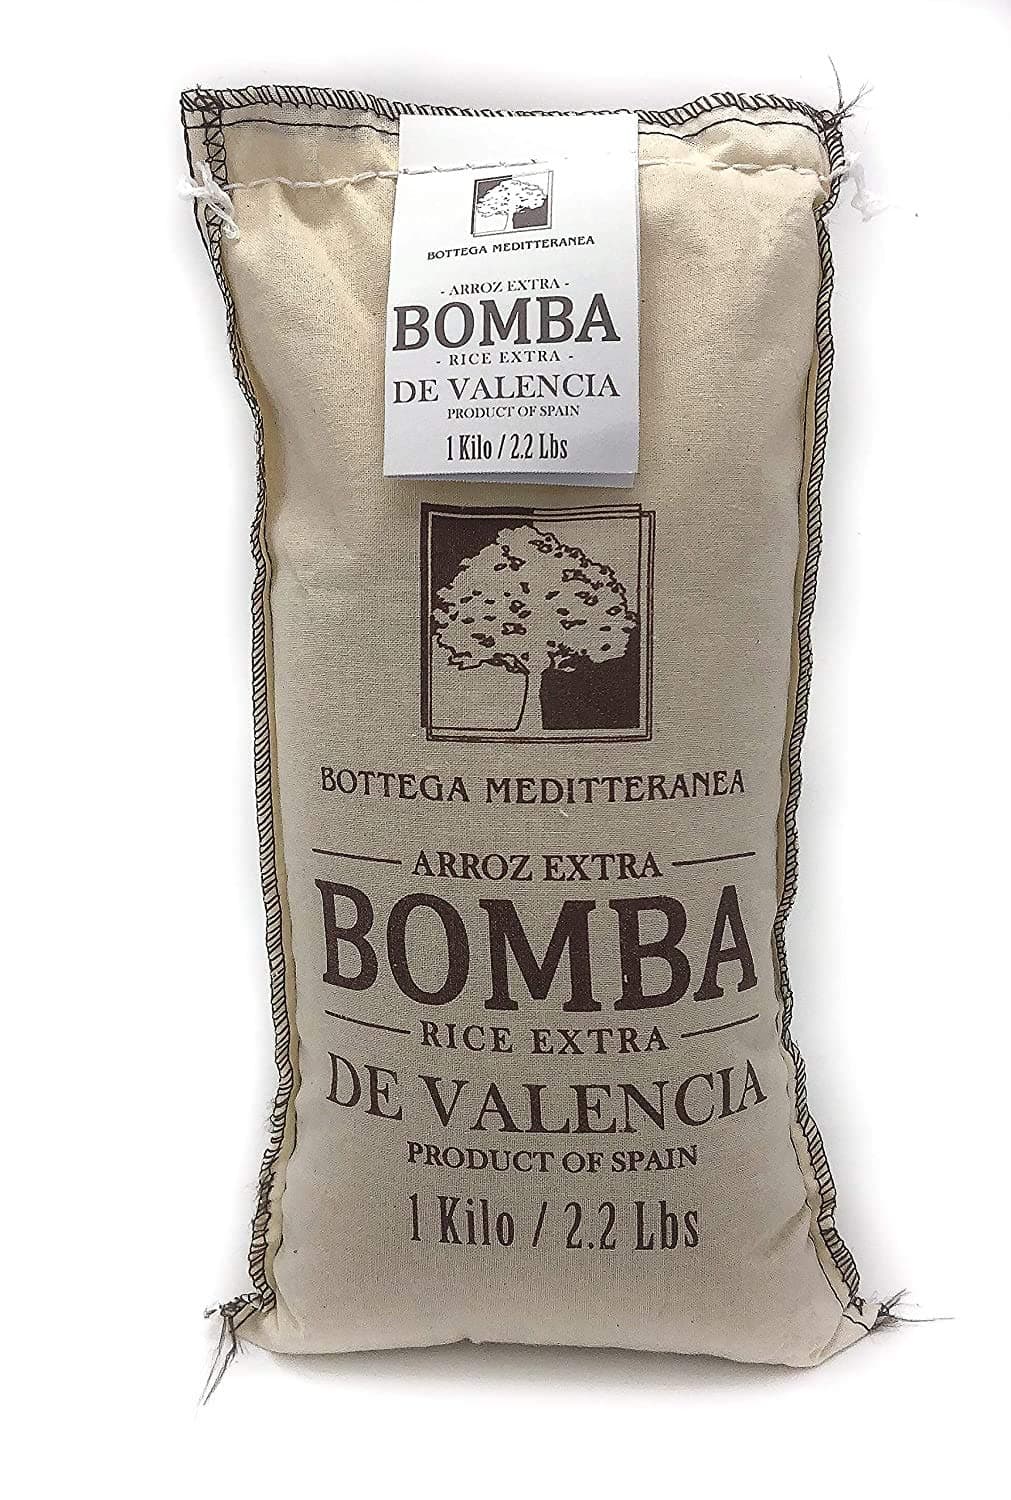 BOTTEGA MEDITTERANEA
- ARROZ EXTRA -
BOMBA
- RICE EXTRA -
DE VALENCIA
PRODUCT OF SPAIN
1 Kilo / 2.2 Lbs
BOTTEGA MEDITTERANEA
ARROZ EXTRA
BOMBA
RICE EXTRA
DE VALENCIA
PRODUCT OF SPAIN
1 Kilo / 2.2 Lbs